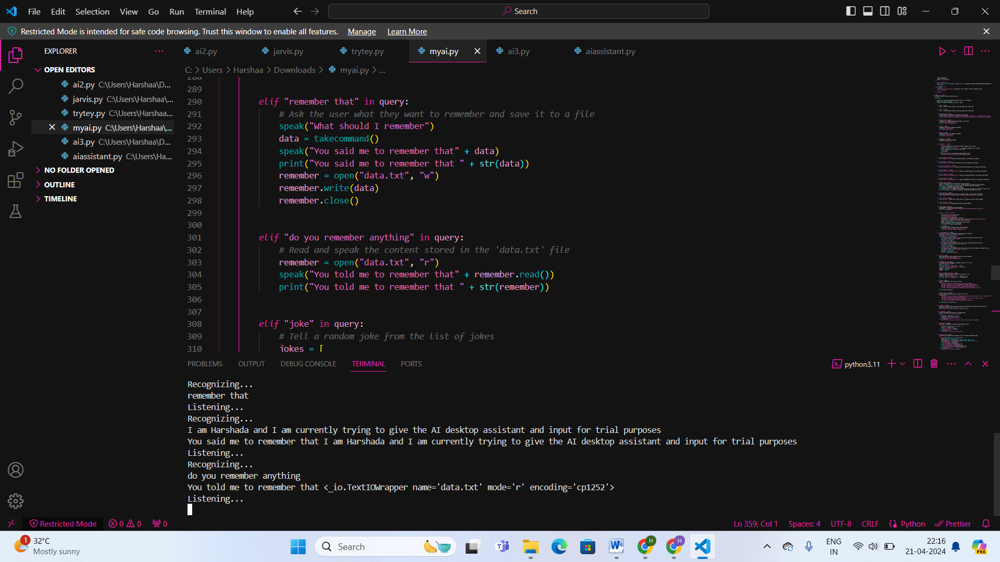 File Edit Selection View Go Run Terminal Help
Search
Restricted Mode is intended for safe code browsing. Trust this window to enable all features. Manage Learn More
EXPLORER
OPEN EDITORS
ai2.py C:\Users\Harshaa\D...
jarvis.py C:\Users\Harshaa\...
trytey.py C:\Users\Harshaa...
myai.py C:\Users\Harshaa\...
ai3.py C:\Users\Harshaa\D...
aiassistant.py C:\Users\Ha...
NO FOLDER OPENED
OUTLINE
TIMELINE
ai2.py jarvis.py trytey.py myai.py ai3.py aiassistant.py
C: > Users > Harshaa > Downloads > myai.py > ...
288
289
290 elif "remember that" in query:
291 # Ask the user what they want to remember and save it to a file
292 speak("What should I remember")
293 data = takecommand()
294 speak("You said me to remember that" + data)
295 print("You said me to remember that " + str(data))
296 remember = open("data.txt", "w")
297 remember.write(data)
298 remember.close()
299
300
301 elif "do you remember anything" in query:
302 # Read and speak the content stored in the 'data.txt' file
303 remember = open("data.txt", "r")
304 speak("You told me to remember that" + remember.read())
305 print("You told me to remember that " + str(remember))
306
307
308 elif "joke" in query:
309 # Tell a random joke from the list of jokes
310 jokes = [
PROBLEMS OUTPUT DEBUG CONSOLE TERMINAL PORTS
python3.11
Recognizing...
remember that
Listening...
Recognizing...
I am Harshada and I am currently trying to give the AI desktop assistant and input for trial purposes
You said me to remember that I am Harshada and I am currently trying to give the AI desktop assistant and input for trial purposes
Listening...
Recognizing...
do you remember anything
You told me to remember that <_io.TextIOWrapper name='data.txt' mode='r' encoding='cp1252'>
Listening...
Restricted Mode 0 0 0
Ln 359, Col 1 Spaces: 4 UTF-8 CRLF Python Prettier
1
32°C
Mostly sunny
Search
H
H
ENG
IN
22:16
21-04-2024
PRE